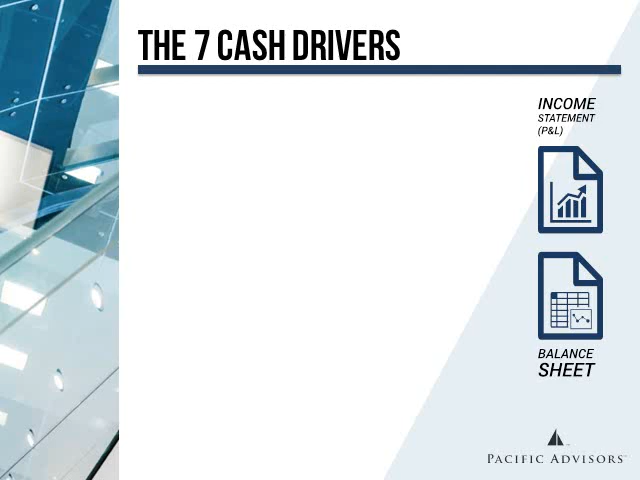 THE 7 CASH DRIVERS
INCOME
STATEMENT
(P&L)
BALANCE
SHEET
PACIFIC ADVISORS